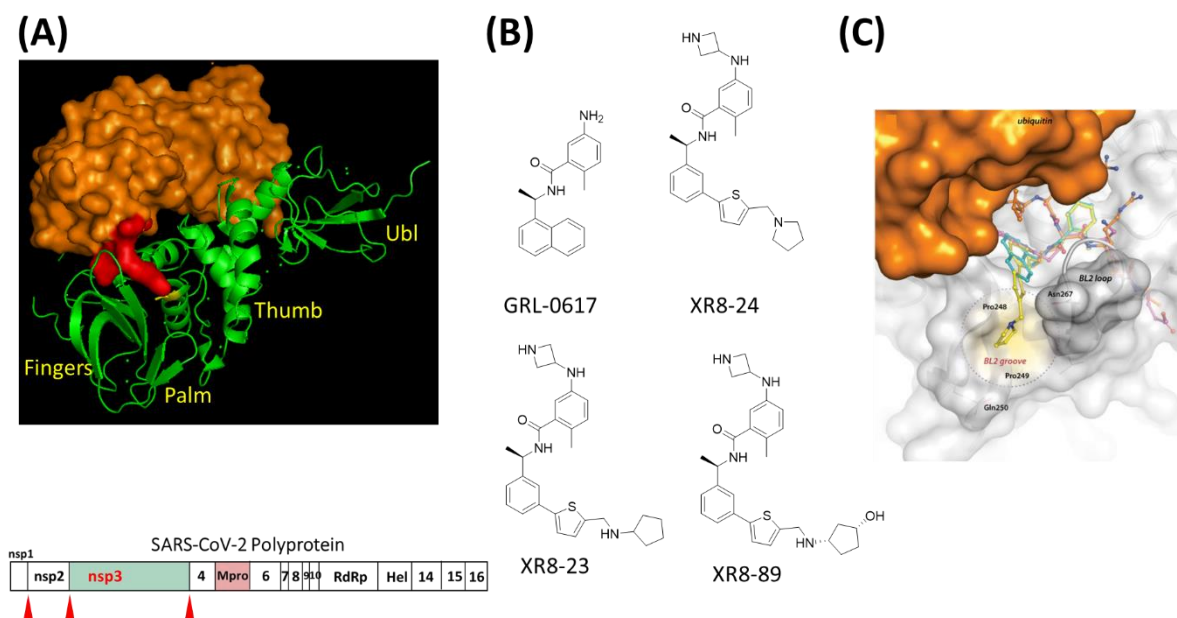 (A)
Ubl
Thumb
Fingers
Palm
SARS-CoV-2 Polyprotein
nsp1
nsp2 nsp3 4 Mpro 6 7 8 9 10 RdRp Hel 14 15 16
(B)
HN
NH
O
NH
NH2
O
NH
S
N
GRL-0617 XR8-24
HN
NH
O
NH
S
HN
XR8-23
HN
NH
O
NH
S
HN
OH
XR8-89
(C)
ubiquitin
BL2 loop
Asn267
Pro248
BL2 groove
Pro249
Gln250